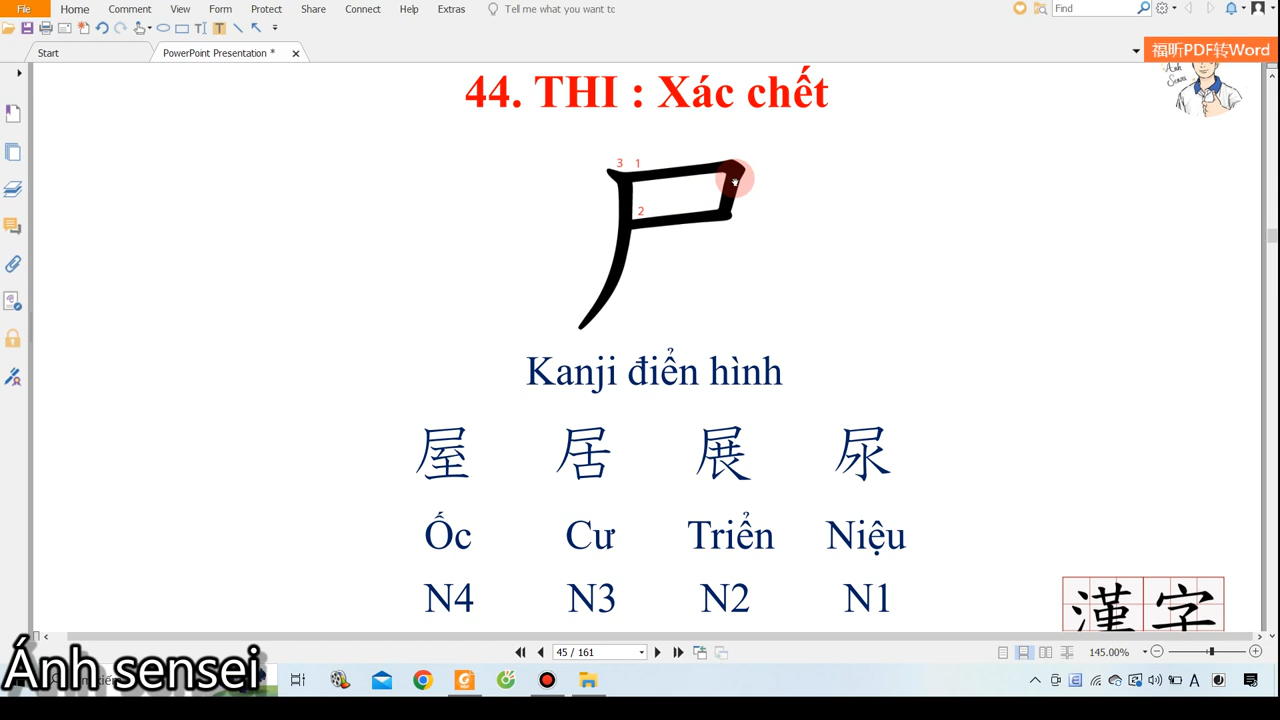 File Home Comment View Form Protect Share Connect Help Extras Tell me what you want to Find
Start PowerPoint Presentation * 福昕PDF转Word
Ánh Sensei
44. THI : Xác chết
3 1
2
尸
Kanji điển hình
屋 居 展 尿
Ốc Cư Triển Niệu
N4 N3 N2 N1
漢字
45 / 161 145.00%
Ánh sensei